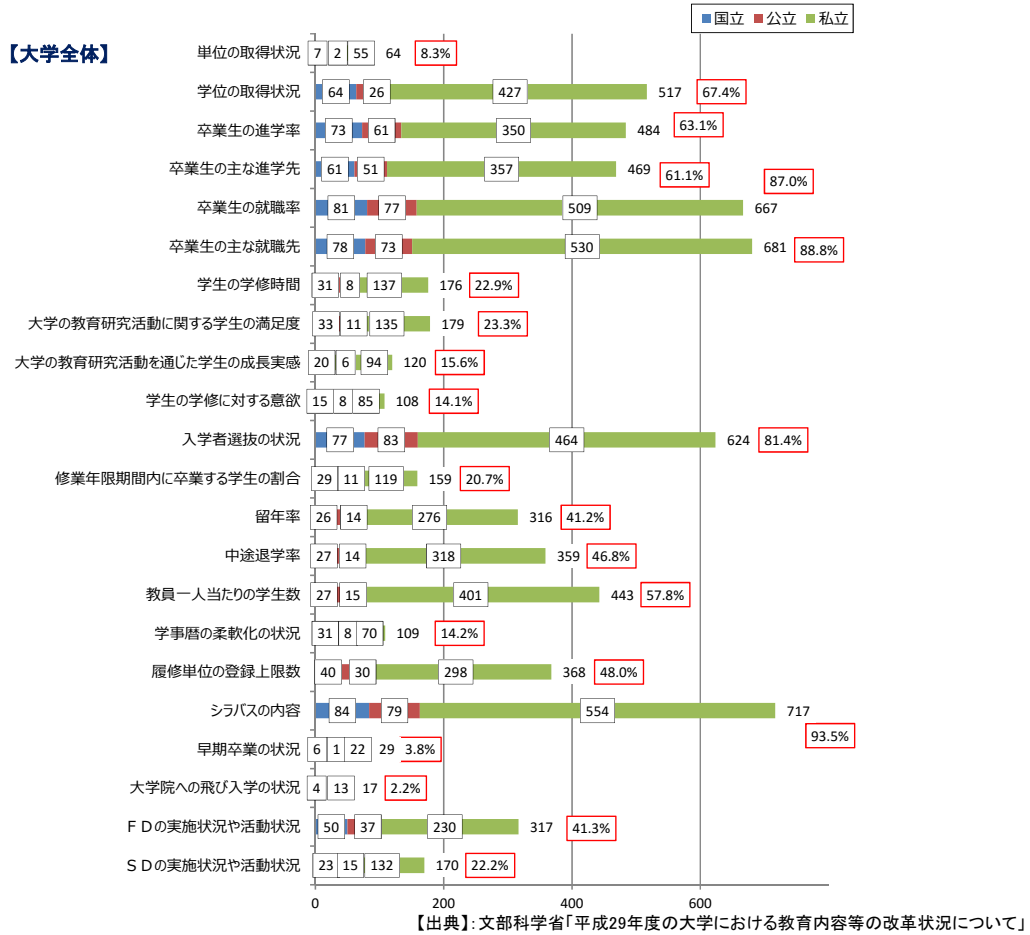 国立 公立 私立
【大学全体】
単位の取得状況 7 2 55 64 8.3%
学位の取得状況 64 26 427 517 67.4%
卒業生の進学率 73 61 350 484 63.1%
卒業生の主な進学先 61 51 357 469 61.1%
87.0%
卒業生の就職率 81 77 509 667
卒業生の主な就職先 78 73 530 681 88.8%
学生の学修時間 31 8 137 176 22.9%
大学の教育研究活動に関する学生の満足度 33 11 135 179 23.3%
大学の教育研究活動を通じた学生の成長実感 20 6 94 120 15.6%
学生の学修に対する意欲 15 8 85 108 14.1%
入学者選抜の状況 77 83 464 624 81.4%
修業年限期間内に卒業する学生の割合 29 11 119 159 20.7%
留年率 26 14 276 316 41.2%
中途退学率 27 14 318 359 46.8%
教員一人当たりの学生数 27 15 401 443 57.8%
学事暦の柔軟化の状況 31 8 70 109 14.2%
履修単位の登録上限数 40 30 298 368 48.0%
シラバスの内容 84 79 554 717
93.5%
早期卒業の状況 6 1 22 29 3.8%
大学院への飛び入学の状況 4 13 17 2.2%
ＦＤの実施状況や活動状況 50 37 230 317 41.3%
ＳＤの実施状況や活動状況 23 15 132 170 22.2%
0 200 400 600
【出典】：文部科学省「平成29年度の大学における教育内容等の改革状況について」